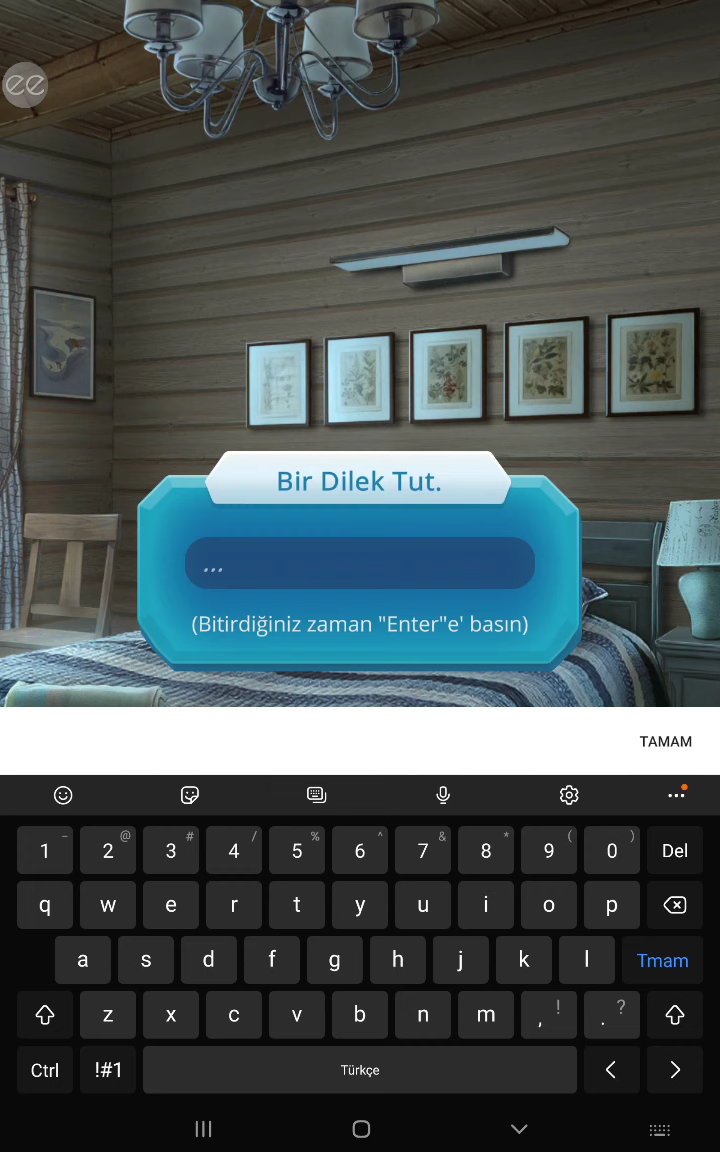 ee
Bir Dilek Tut.
...
(Bitirdiğiniz zaman "Enter"e' basın)
TAMAM
1 - 2 @ 3 # 4 / 5 % 6 ^ 7 & 8 * 9 ( 0 ) Del
q w e r t y u i o p
a s d f g h j k l Tmam
z x c v b n m , ! . ?
Ctrl !#1 Türkçe < >